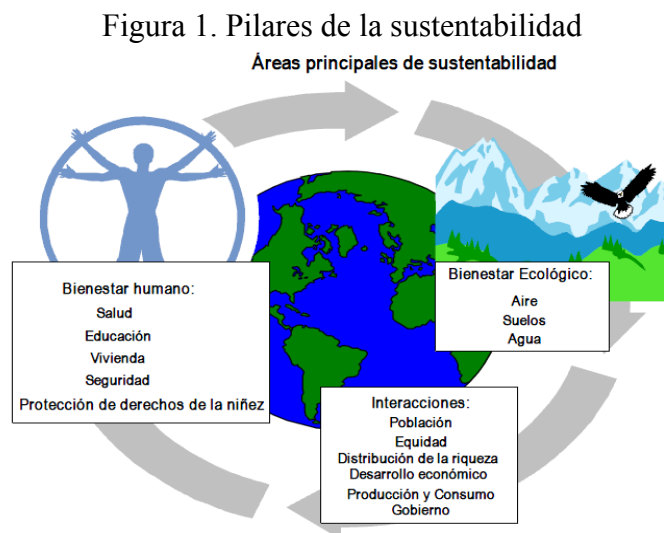 Figura 1. Pilares de la sustentabilidad
Áreas principales de sustentabilidad
Bienestar humano:
Salud
Educación
Vivienda
Seguridad
Protección de derechos de la niñez
Bienestar Ecológico:
Aire
Suelos
Agua
Interacciones:
Población
Equidad
Distribución de la riqueza
Desarrollo económico
Producción y Consumo
Gobierno